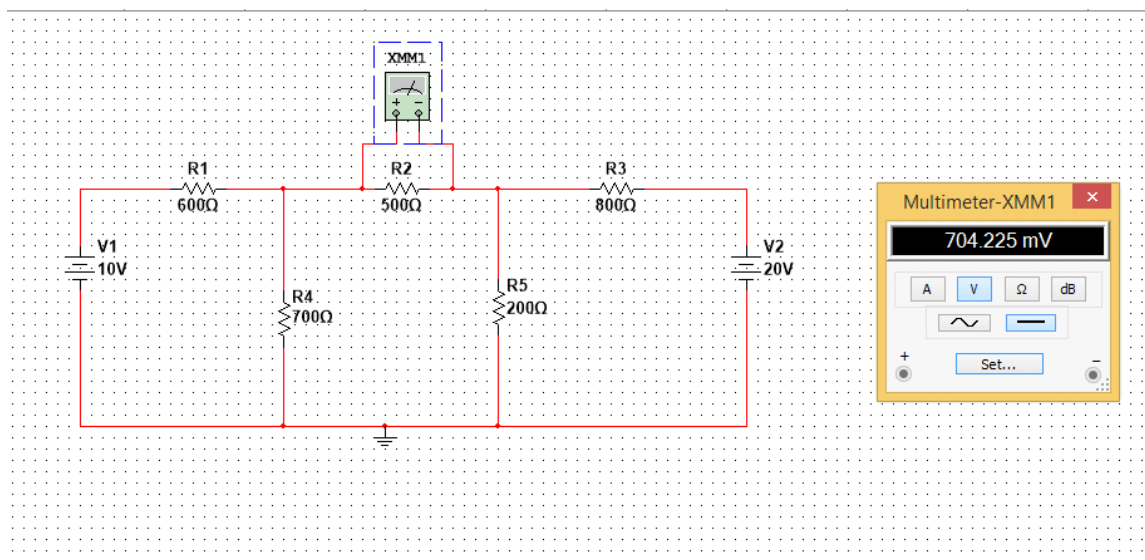 XMM1
+ −
R1
600Ω
R2
500Ω
R3
800Ω
V1
10V
R4
700Ω
R5
200Ω
V2
20V
Multimeter-XMM1 ×
704.225 mV
A V Ω dB
+ Set... −